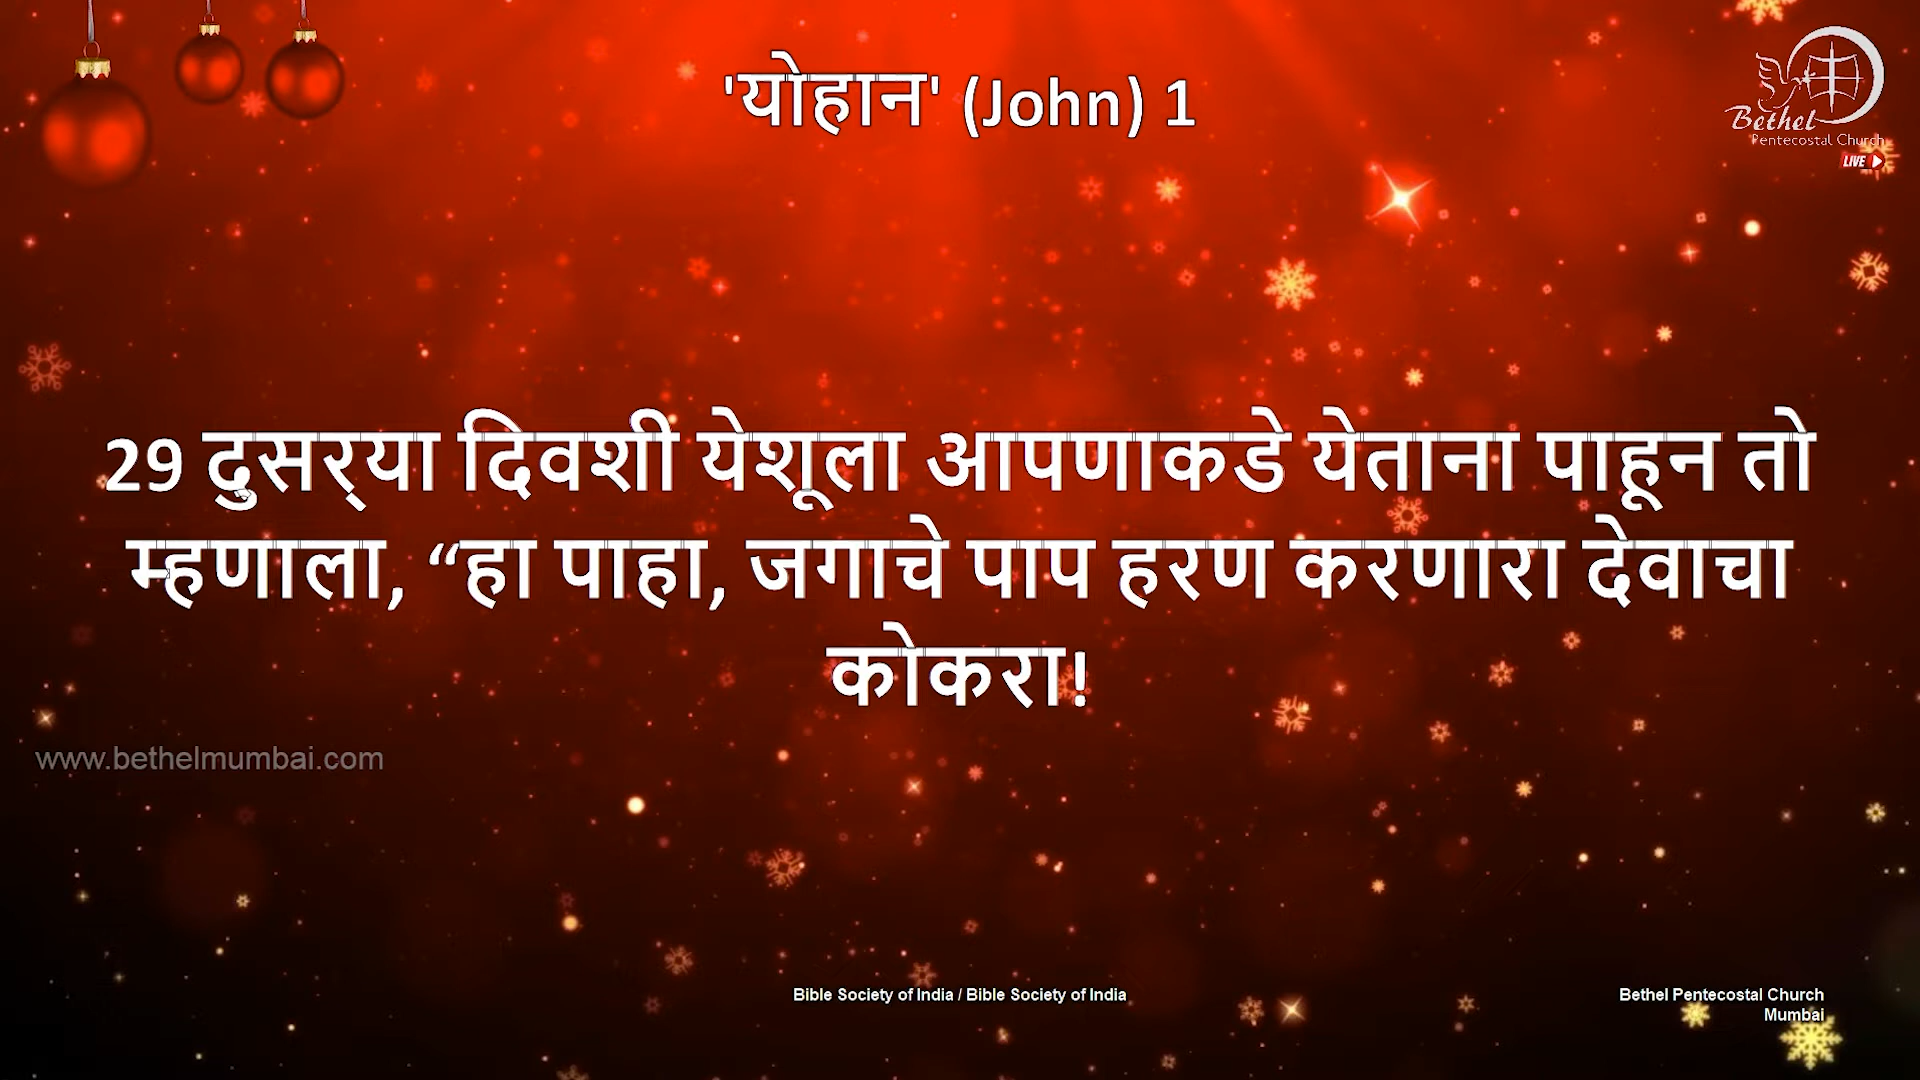 'योहान' (John) 1
Bethel
Pentecostal Church
LIVE
29 दुसर्‍या दिवशी येशूला आपणाकडे येताना पाहून तो
म्हणाला, “हा पाहा, जगाचे पाप हरण करणारा देवाचा
कोकरा!
www.bethelmumbai.com
Bible Society of India / Bible Society of India
Bethel Pentecostal Church
Mumbai